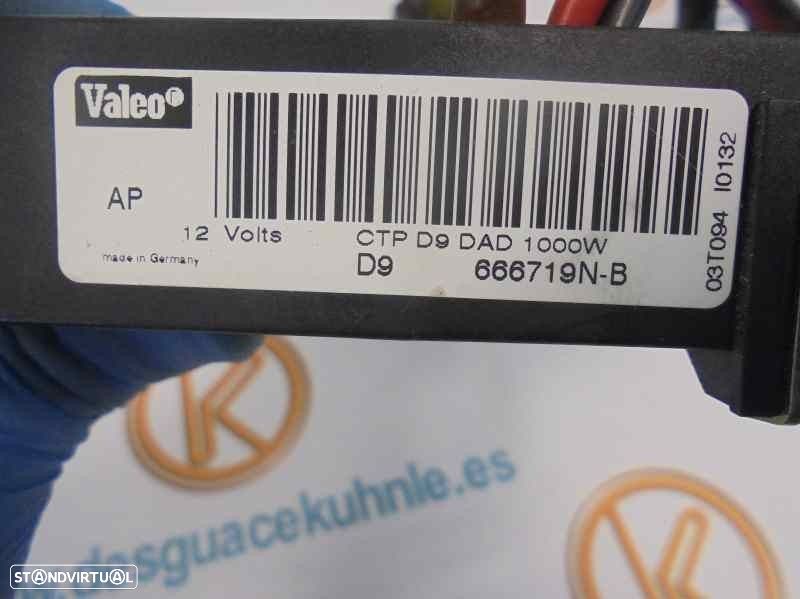 Valeo
AP
12 Volts
CTP D9 DAD 1000W
made in Germany
D9
666719N-B
03T094 I0132
desguacekuhnle.es
STANDVIRTUAL